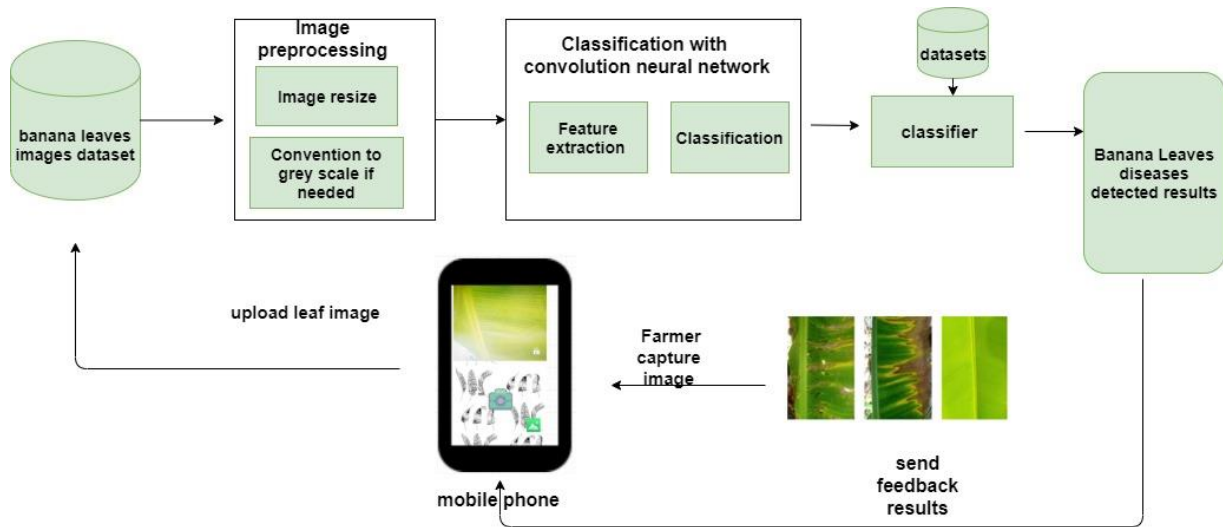 banana leaves
images dataset
Image
preprocessing
Image resize
Convention to
grey scale if
needed
Classification with
convolution neural network
Feature
extraction
Classification
datasets
classifier
Banana Leaves
diseases
detected results
upload leaf image
mobile phone
Farmer
capture
image
send
feedback
results